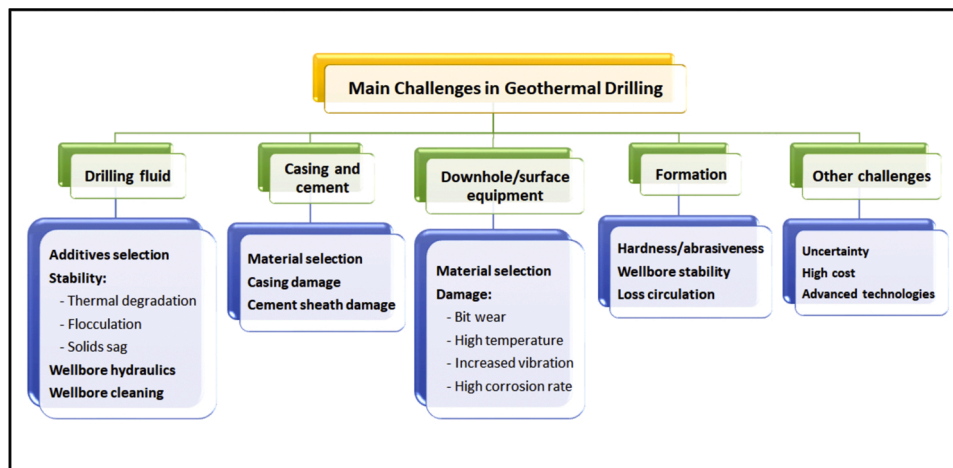 Main Challenges in Geothermal Drilling
Drilling fluid
Additives selection
Stability:
- Thermal degradation
- Flocculation
- Solids sag
Wellbore hydraulics
Wellbore cleaning
Casing and
cement
Material selection
Casing damage
Cement sheath damage
Downhole/surface
equipment
Material selection
Damage:
- Bit wear
- High temperature
- Increased vibration
- High corrosion rate
Formation
Hardness/abrasiveness
Wellbore stability
Loss circulation
Other challenges
Uncertainty
High cost
Advanced technologies